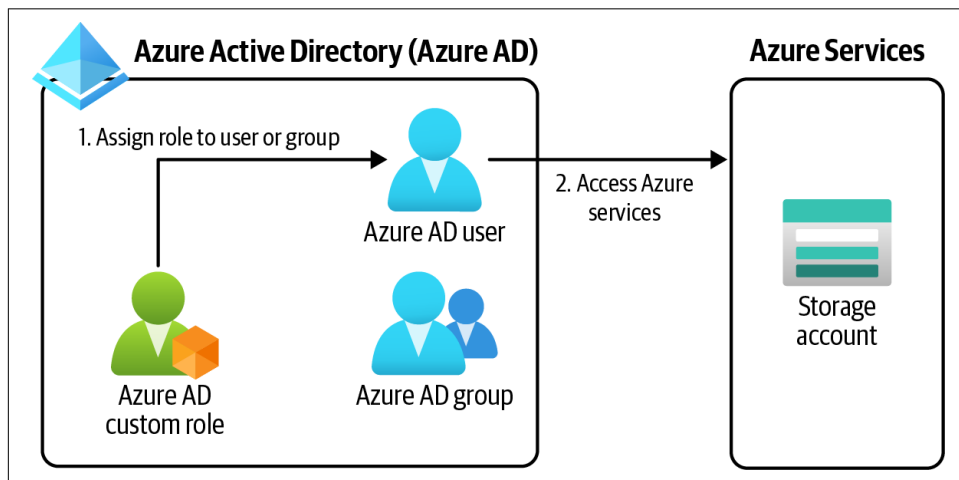 Azure Active Directory (Azure AD)
Azure Services
1. Assign role to user or group
2. Access Azure
services
Azure AD user
Azure AD
custom role
Azure AD group
Storage
account